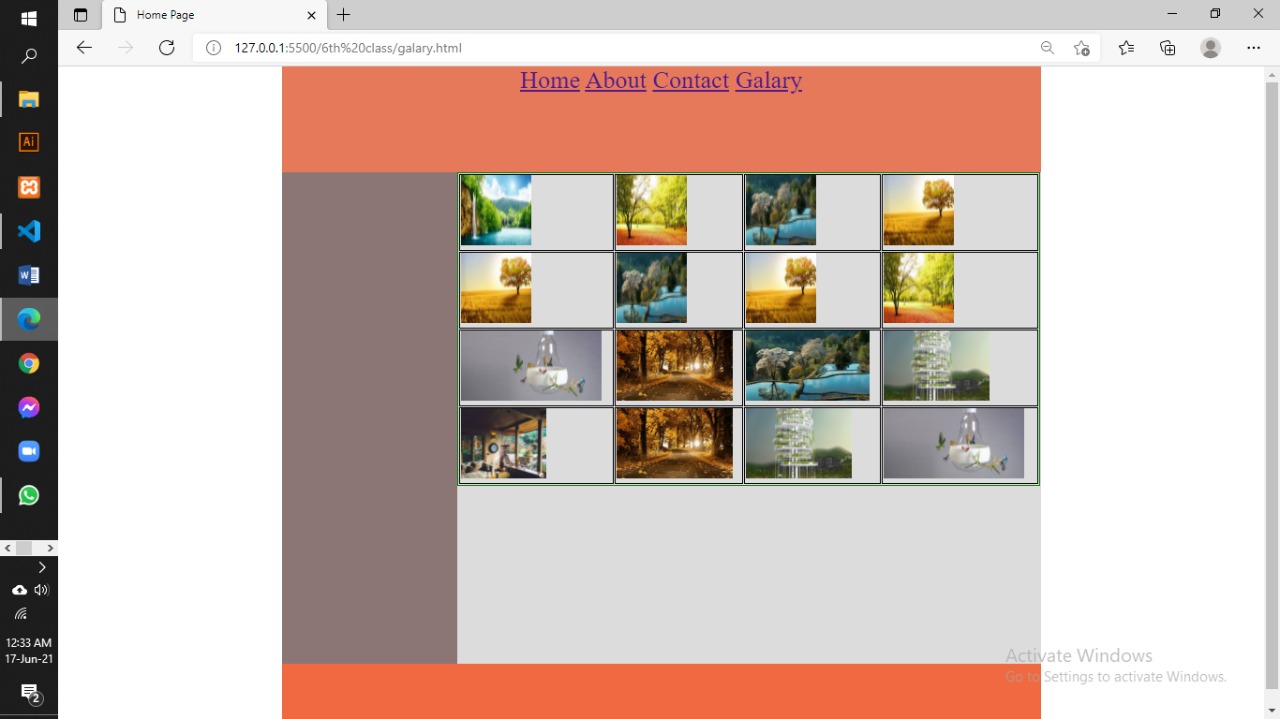 Home Page
127.0.0.1:5500/6th%20class/galary.html
Home About Contact Galary
Ai
W
12:33 AM
17-Jun-21
2
Activate Windows
Go to Settings to activate Windows.